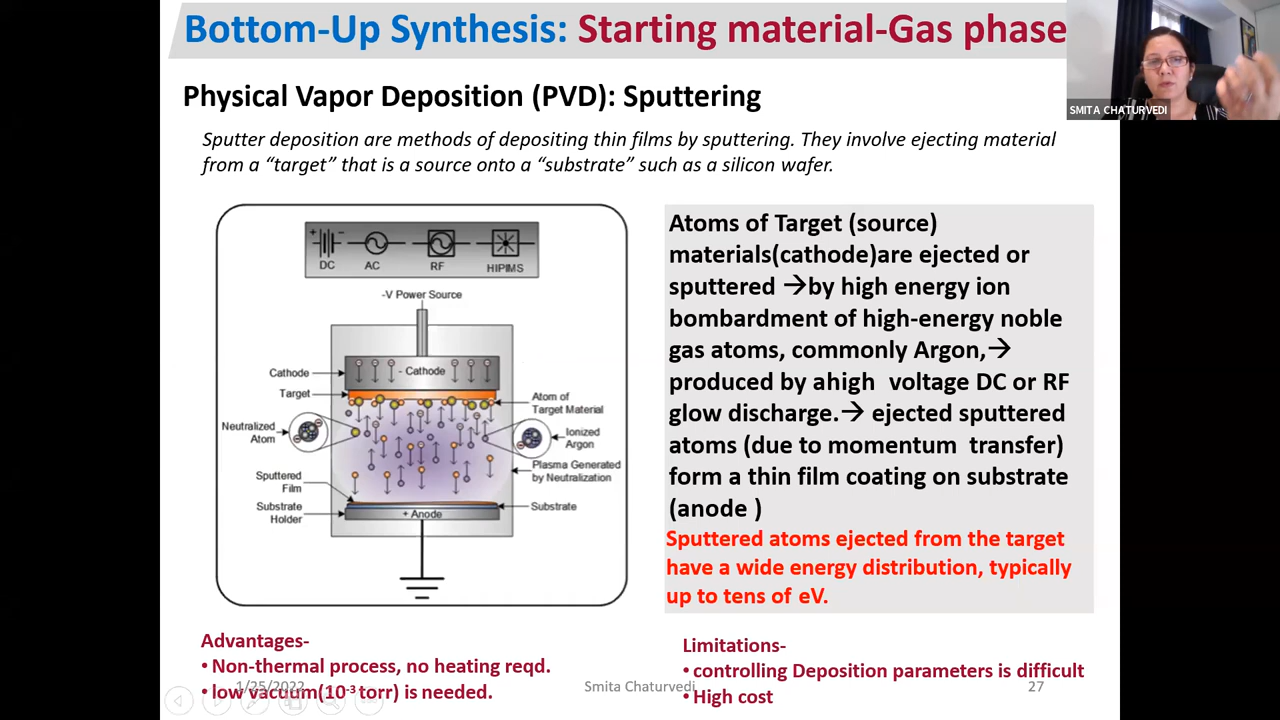 Bottom-Up Synthesis: Starting material-Gas phase
SMITA CHATURVEDI
Physical Vapor Deposition (PVD): Sputtering
Sputter deposition are methods of depositing thin films by sputtering. They involve ejecting material
from a “target” that is a source onto a “substrate” such as a silicon wafer.
+ -
DC AC RF HIPIMS
-V Power Source
Cathode
- Cathode
Target
Atom of
Target Material
Neutralized
Atom
Ionized
Argon
Plasma Generated
by Neutralization
Sputtered
Film
Substrate
Holder
Substrate
+ Anode
Atoms of Target (source)
materials(cathode)are ejected or
sputtered →by high energy ion
bombardment of high-energy noble
gas atoms, commonly Argon,→
produced by ahigh voltage DC or RF
glow discharge.→ ejected sputtered
atoms (due to momentum transfer)
form a thin film coating on substrate
(anode )
Sputtered atoms ejected from the target
have a wide energy distribution, typically
up to tens of eV.
Advantages-
• Non-thermal process, no heating reqd.
• low vacuum(10⁻³ torr) is needed.
Limitations-
• controlling Deposition parameters is difficult
• High cost
1/25/2022
Smita Chaturvedi
27